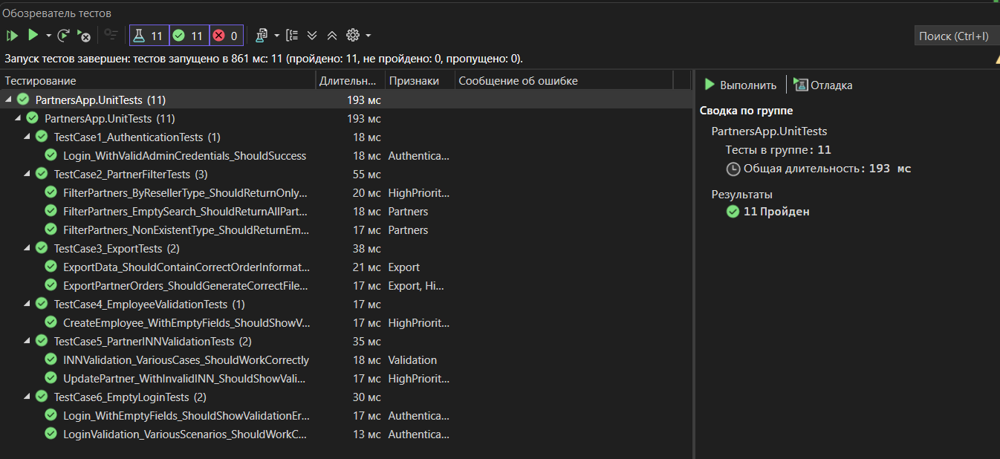 Обозреватель тестов
11 11 0
Поиск (Ctrl+I)
Запуск тестов завершен: тестов запущено в 861 мс: 11 (пройдено: 11, не пройдено: 0, пропущено: 0).
Тестирование Длительн... Признаки Сообщение об ошибке
PartnersApp.UnitTests (11) 193 мс
PartnersApp.UnitTests (11) 193 мс
TestCase1_AuthenticationTests (1) 18 мс
Login_WithValidAdminCredentials_ShouldSuccess 18 мс Authentica...
TestCase2_PartnerFilterTests (3) 55 мс
FilterPartners_ByResellerType_ShouldReturnOnly... 20 мс HighPriorit...
FilterPartners_EmptySearch_ShouldReturnAllPart... 18 мс Partners
FilterPartners_NonExistentType_ShouldReturnEm... 17 мс Partners
TestCase3_ExportTests (2) 38 мс
ExportData_ShouldContainCorrectOrderInformat... 21 мс Export
ExportPartnerOrders_ShouldGenerateCorrectFile... 17 мс Export, Hi...
TestCase4_EmployeeValidationTests (1) 17 мс
CreateEmployee_WithEmptyFields_ShouldShowV... 17 мс HighPriorit...
TestCase5_PartnerINNValidationTests (2) 35 мс
INNValidation_VariousCases_ShouldWorkCorrectly 18 мс Validation
UpdatePartner_WithInvalidINN_ShouldShowVali... 17 мс HighPriorit...
TestCase6_EmptyLoginTests (2) 30 мс
Login_WithEmptyFields_ShouldShowValidationEr... 17 мс Authentica...
LoginValidation_VariousScenarios_ShouldWorkC... 13 мс Authentica...
Выполнить Отладка
Сводка по группе
PartnersApp.UnitTests
Тесты в группе: 11
Общая длительность: 193 мс
Результаты
11 Пройден